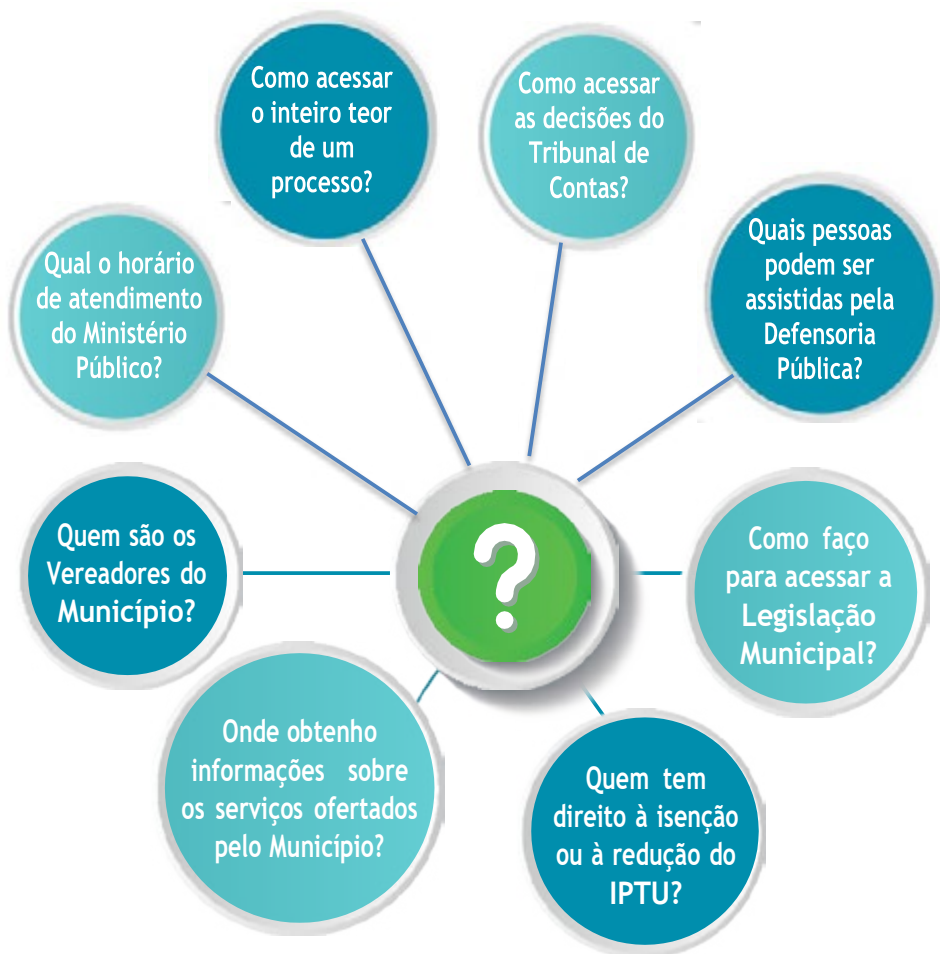 Como acessar
o inteiro teor
de um
processo?
Como acessar
as decisões do
Tribunal de
Contas?
Qual o horário
de atendimento
do Ministério
Público?
Quais pessoas
podem ser
assistidas pela
Defensoria
Pública?
Quem são os
Vereadores do
Município?
?
Como faço
para acessar a
Legislação
Municipal?
Onde obtenho
informações sobre
os serviços ofertados
pelo Município?
Quem tem
direito à isenção
ou à redução do
IPTU?